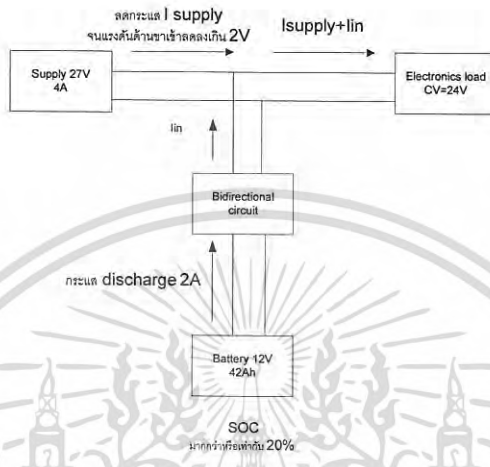 ลดกระแส I supply
จนแรงดันด้านขาเข้าลดลงเกิน 2V
Isupply+Iin
Supply 27V
4A
Electronics load
CV=24V
Iin
Bidirectional
circuit
กระแส discharge 2A
Battery 12V
42Ah
SOC
มากกว่าหรือเท่ากับ 20%